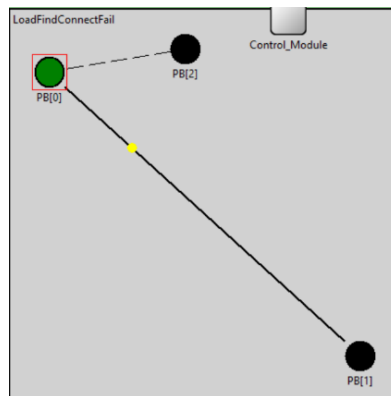 LoadFindConnectFail
Control_Module
PB[2]
PB[0]
PB[1]